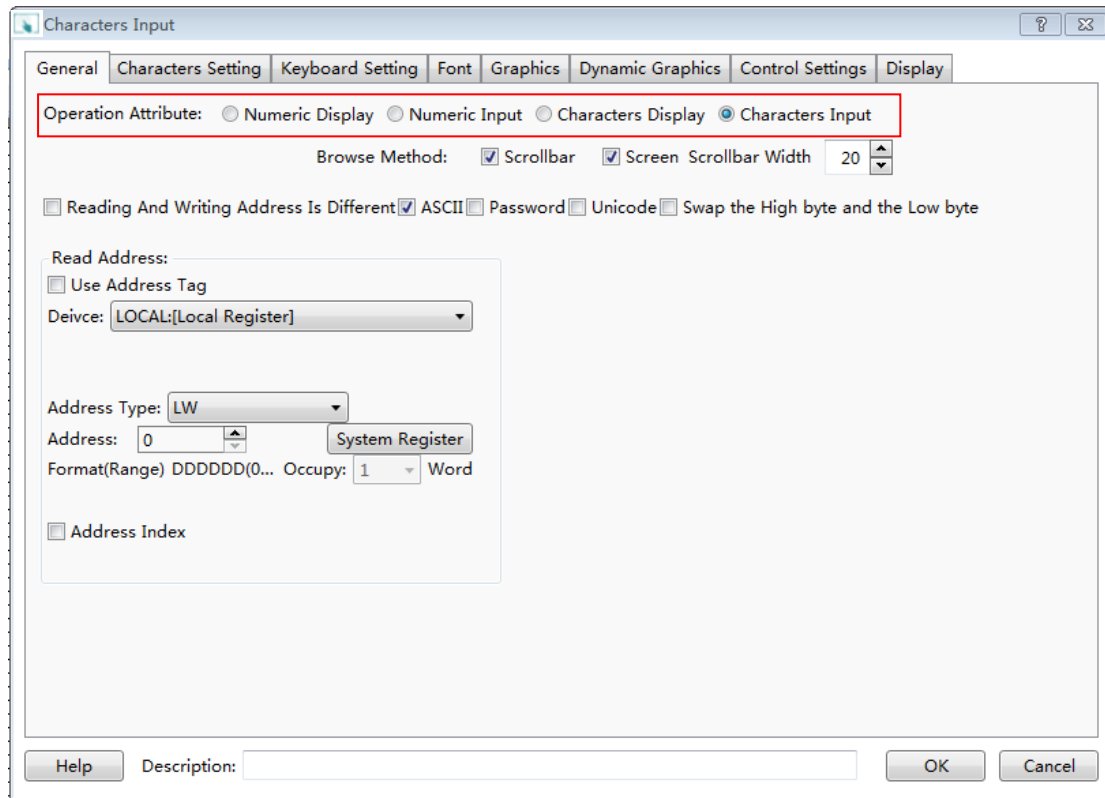 Characters Input
General Characters Setting Keyboard Setting Font Graphics Dynamic Graphics Control Settings Display
Operation Attribute: Numeric Display Numeric Input Characters Display Characters Input
Browse Method: Scrollbar Screen Scrollbar Width 20
Reading And Writing Address Is Different ASCII Password Unicode Swap the High byte and the Low byte
Read Address:
Use Address Tag
Deivce: LOCAL:[Local Register]
Address Type: LW
Address: 0 System Register
Format(Range) DDDDDD(0... Occupy: 1 Word
Address Index
Help Description: OK Cancel